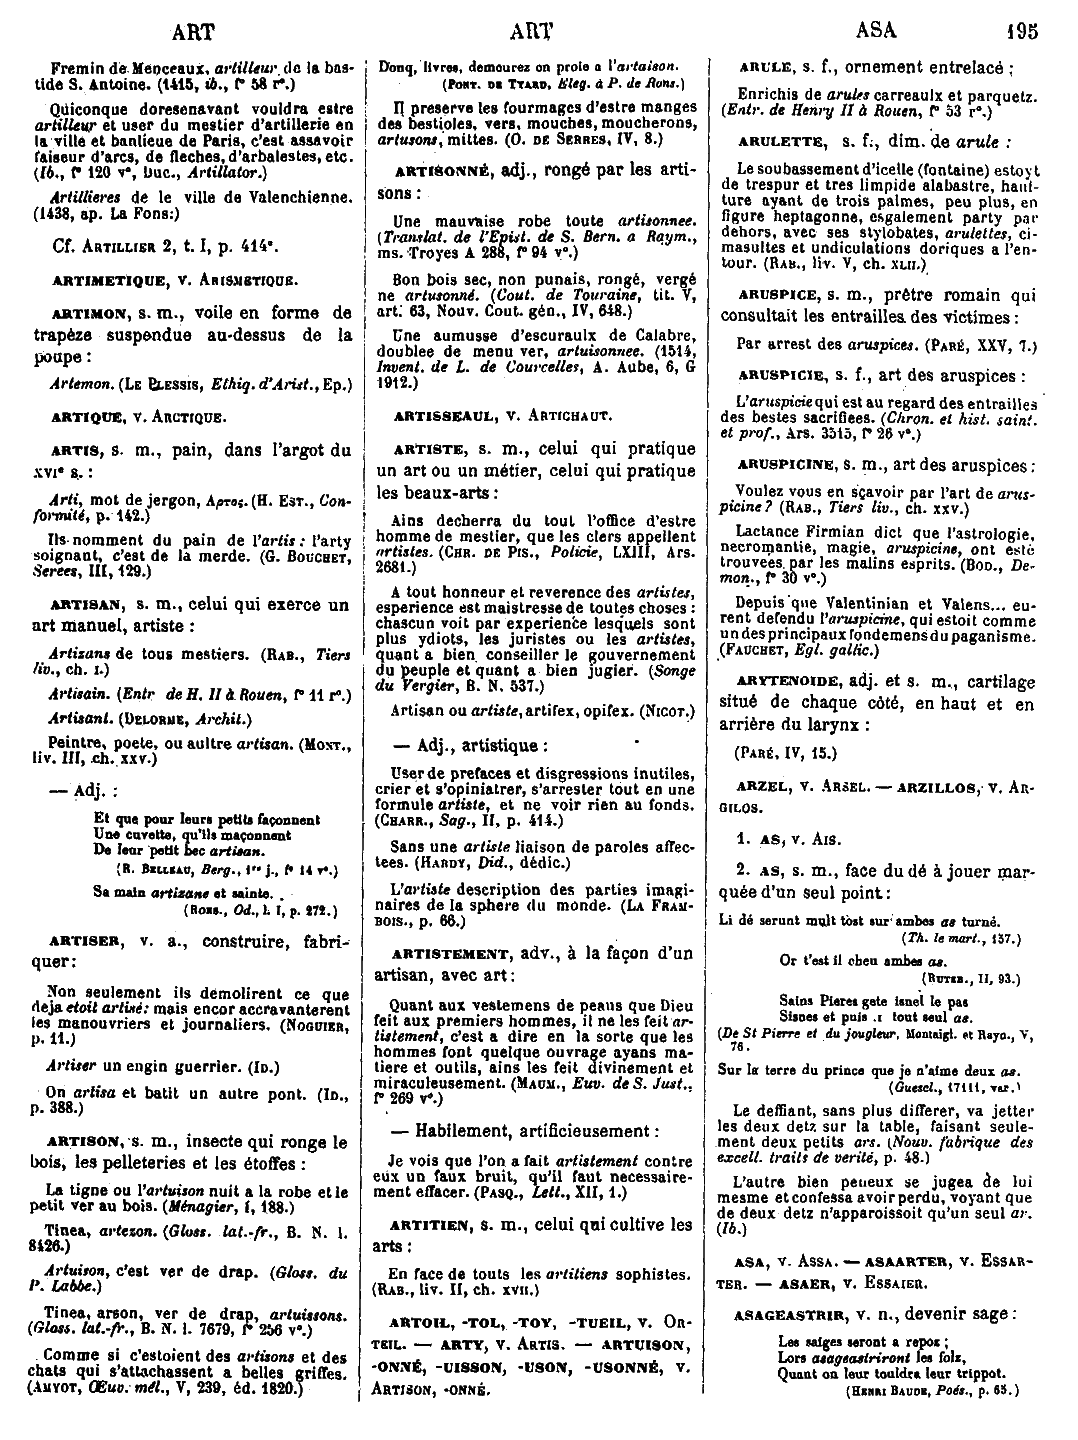 ART
ART
ASA
195
Fremin de Menceaux, artilleur de la bas-
tide S. Antoine. (1415, ib., f° 58 r°.)
Quiconque doresenavant vouldra estre
artilleur et user du mestier d'artillerie en
la ville et banlieue de Paris, c'est assavoir
faiseur d'arcs, de fleches, d'arbalestes, etc.
(Ib., f° 120 v°, Duc., Artillator.)
Artillieres de le ville de Valenchienne.
(1438, ap. La Fons.)
Cf. ARTILLIER 2, t. I, p. 414ᵃ.
ARTIMETIQUE, v. ARISMETIQUE.
ARTIMON, s. m., voile en forme de
trapèze suspendue au-dessus de la
poupe :
Artemon. (LE PLESSIS, Ethiq. d'Arist., Ep.)
ARTIQUE, v. ARCTIQUE.
ARTIS, s. m., pain, dans l'argot du
XVIᵉ s. :
Arti, mot de jergon, Αρτος. (H. EST., Con-
formité, p. 142.)
Ils nomment du pain de l'artis : l'arty
soignant, c'est de la merde. (G. BOUCHET,
Serees, III, 129.)
ARTISAN, s. m., celui qui exerce un
art manuel, artiste :
Artisans de tous mestiers. (RAB., Tiers
liv., ch. I.)
Artisain. (Entr de H. II à Rouen, f° 11 r°.)
Artisant. (DELORME, Archit.)
Peintre, poete, ou aultre artisan. (MONT.,
liv. III, ch. XXV.)
— Adj. :
Et que pour leurs petits façonnent
Une cuvette, qu'ils maçonnent
De leur petit bec artisan.
(R. BELLEAU, Berg., 1ʳᵉ j., f° 14 v°.)
Sa main artizane et sainte.
(RONS., Od., l. I, p. 272.)
ARTISER, v. a., construire, fabri-
quer :
Non seulement ils demolirent ce que
deja etoit artisé : mais encor accravanterent
les manouvriers et journaliers. (NOGUIER,
p. 11.)
Artiser un engin guerrier. (ID.)
On artisa et batit un autre pont. (ID.,
p. 388.)
ARTISON, s. m., insecte qui ronge le
bois, les pelleteries et les étoffes :
La tigne ou l'artuison nuit a la robe et le
petit ver au bois. (Ménagier, I, 188.)
Tinea, artezon. (Gloss. lat.-fr., B. N. l.
8426.)
Artuison, c'est ver de drap. (Gloss. du
P. Labbe.)
Tinea, arson, ver de drap, artuissons.
(Gloss. lat.-fr., B. N. l. 7679, f° 256 v°.)
Comme si c'estoient des artisons et des
chats qui s'attachassent a belles griffes.
(AMYOT, Œuv. mél., V, 239, éd. 1820.)
Donq, livres, demourez en proie a l'artaison.
(PONT. DE TYARD, Eleg. à P. de Rons.)
Il preserve les fourmages d'estre manges
des bestioles, vers, mouches, moucherons,
artusons, mittes. (O. DE SERRES, IV, 8.)
ARTISONNÉ, adj., rongé par les arti-
sons :
Une mauvaise robe toute artisonnee.
(Translat. de l'Epist. de S. Bern. a Raym.,
ms. Troyes A 288, f° 94 v°.)
Bon bois sec, non punais, rongé, vergé
ne artusonné. (Cout. de Touraine, tit. V,
art. 63, Nouv. Cout. gén., IV, 648.)
Une aumusse d'escuraulx de Calabre,
doublee de menu ver, artuisonnee. (1514,
Invent. de L. de Courcelles, A. Aube, 6, G
1912.)
ARTISSEAUL, v. ARTICHAUT.
ARTISTE, s. m., celui qui pratique
un art ou un métier, celui qui pratique
les beaux-arts :
Ains decherra du tout l'office d'estre
homme de mestier, que les clers appellent
artistes. (CHR. DE PIS., Policie, LXIII, Ars.
2681.)
A tout honneur et reverence des artistes,
esperience est maistresse de toutes choses :
chascun voit par experience lesquels sont
plus ydiots, les juristes ou les artistes,
quant a bien conseiller le gouvernement
du peuple et quant a bien jugier. (Songe
du Vergier, B. N. 537.)
Artisan ou artiste, artifex, opifex. (NICOT.)
— Adj., artistique :
User de prefaces et disgressions inutiles,
crier et s'opiniatrer, s'arrester tout en une
formule artiste, et ne voir rien au fonds.
(CHARR., Sag., II, p. 414.)
Sans une artiste liaison de paroles affec-
tees. (HARDY, Did., dédic.)
L'artiste description des parties imagi-
naires de la sphere du monde. (LA FRAM-
BOIS., p. 66.)
ARTISTEMENT, adv., à la façon d'un
artisan, avec art :
Quant aux vestemens de peaus que Dieu
feit aux premiers hommes, il ne les feit ar-
tistement, c'est a dire en la sorte que les
hommes font quelque ouvrage ayans ma-
tiere et outils, ains les feit divinement et
miraculeusement. (MAUM., Euv. de S. Just.,
f° 269 v°.)
— Habilement, artificieusement :
Je vois que l'on a fait artistement contre
eux un faux bruit, qu'il faut necessaire-
ment effacer. (PASQ., Lett., XII, 1.)
ARTITIEN, s. m., celui qui cultive les
arts :
En face de touts les artitiens sophistes.
(RAB., liv. II, ch. XVII.)
ARTOIL, -TOL, -TOY, -TUEIL, v. OR-
TEIL. — ARTY, v. ARTIS. — ARTUISON,
-ONNÉ, -UISSON, -USON, -USONNÉ, v.
ARTISON, -ONNÉ.
ARULE, s. f., ornement entrelacé :
Enrichis de arules carreaulx et parquetz.
(Entr. de Henry II à Rouen, f° 53 r°.)
ARULETTE, s. f., dim. de arule :
Le soubassement d'icelle (fontaine) estoyt
de trespur et tres limpide alabastre, haul-
ture ayant de trois palmes, peu plus, en
figure heptagonne, esgalement party par
dehors, avec ses stylobates, arulettes, ci-
masultes et undiculations doriques a l'en-
tour. (RAB., liv. V, ch. XLII.)
ARUSPICE, s. m., prêtre romain qui
consultait les entrailles des victimes :
Par arrest des aruspices. (PARÉ, XXV, 7.)
ARUSPICIE, s. f., art des aruspices :
L'aruspicie qui est au regard des entrailles
des bestes sacrifiees. (Chron. et hist. saint.
et prof., Ars. 3515, f° 26 v°.)
ARUSPICINE, s. m., art des aruspices :
Voulez vous en sçavoir par l'art de arus-
picine ? (RAB., Tiers liv., ch. XXV.)
Lactance Firmian dict que l'astrologie,
necromantie, magie, aruspicine, ont esté
trouvees par les malins esprits. (BOD., De-
mon., f° 30 v°.)
Depuis que Valentinian et Valens... eu-
rent defendu l'aruspicine, qui estoit comme
un des principaux fondemens du paganisme.
(FAUCHET, Egl. gallic.)
ARYTENOIDE, adj. et s. m., cartilage
situé de chaque côté, en haut et en
arrière du larynx :
(PARÉ, IV, 15.)
ARZEL, v. ARSEL. — ARZILLOS, v. AR-
GILOS.
1. AS, v. AIS.
2. AS, s. m., face du dé à jouer mar-
quée d'un seul point :
Li dé serunt mult tost sur ambes as turné.
(Th. le mart., 137.)
Or t'est il cheu ambes as.
(RUTEB., II, 93.)
Sains Pieres gete isnel le pas
Sisnes et puis .I tout seul as.
(De St Pierre et du jougleur, Montaigl. et Rayn., V,
76.
Sur la terre du prince que je n'aime deux as.
(Guescl., 17111, var.)
Le deffiant, sans plus differer, va jetter
les deux detz sur la table, faisant seule-
ment deux petits ars. (Nouv. fabrique des
excell. traits de verité, p. 48.)
L'autre bien peneux se jugea de lui
mesme et confessa avoir perdu, voyant que
de deux detz n'apparoissoit qu'un seul ar.
(Ib.)
ASA, v. ASSA. — ASAARTER, v. ESSAR-
TER. — ASAER, v. ESSAIER.
ASAGEASTRIR, v. n., devenir sage :
Les saiges seront a repoz ;
Lors asageastriront les folz,
Quant on leur touldra leur trippot.
(HENRI BAUDE, Poés., p. 65.)